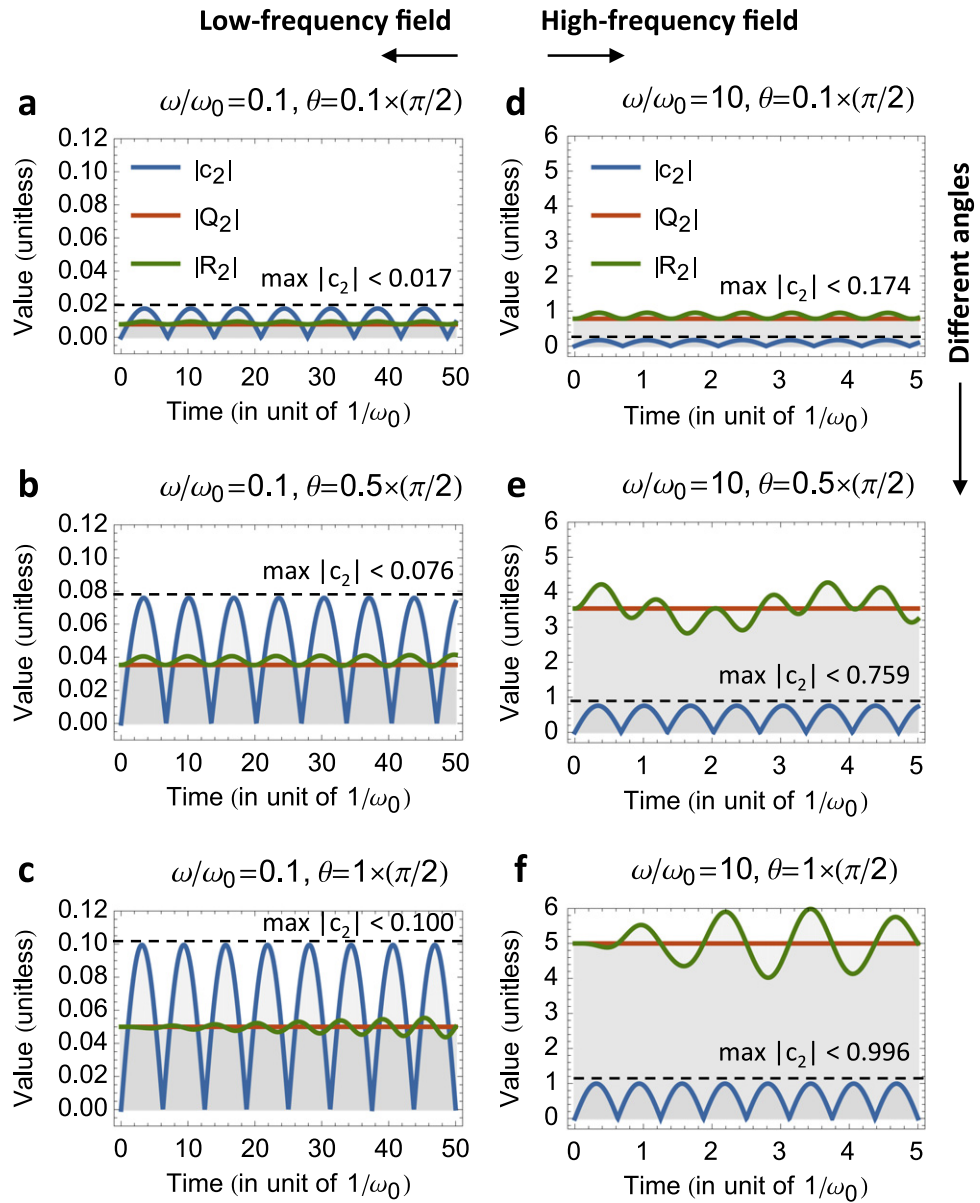 Low-frequency field
High-frequency field
Different angles
a
ω/ω0=0.1, θ=0.1×(π/2)
0.12
0.10
0.08
0.06
0.04
0.02
0.00
Value (unitless)
|c2|
|Q2|
|R2|
max |c2| < 0.017
0 10 20 30 40 50
Time (in unit of 1/ω0)
d
ω/ω0=10, θ=0.1×(π/2)
6
5
4
3
2
1
0
Value (unitless)
|c2|
|Q2|
|R2|
max |c2| < 0.174
0 1 2 3 4 5
Time (in unit of 1/ω0)
b
ω/ω0=0.1, θ=0.5×(π/2)
0.12
0.10
0.08
0.06
0.04
0.02
0.00
Value (unitless)
max |c2| < 0.076
0 10 20 30 40 50
Time (in unit of 1/ω0)
e
ω/ω0=10, θ=0.5×(π/2)
6
5
4
3
2
1
0
Value (unitless)
max |c2| < 0.759
0 1 2 3 4 5
Time (in unit of 1/ω0)
c
ω/ω0=0.1, θ=1×(π/2)
0.12
0.10
0.08
0.06
0.04
0.02
0.00
Value (unitless)
max |c2| < 0.100
0 10 20 30 40 50
Time (in unit of 1/ω0)
f
ω/ω0=10, θ=1×(π/2)
6
5
4
3
2
1
0
Value (unitless)
max |c2| < 0.996
0 1 2 3 4 5
Time (in unit of 1/ω0)